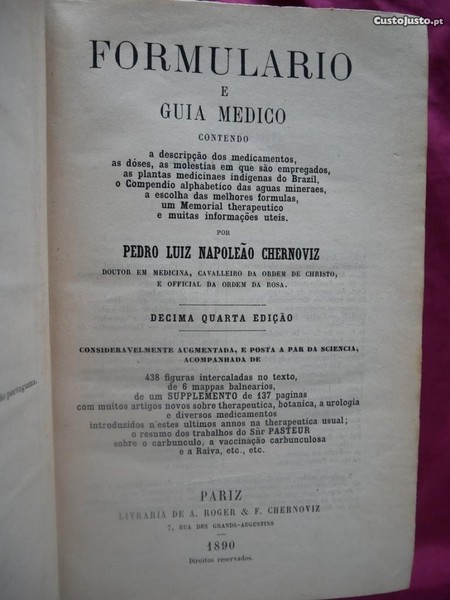 CustoJusto.pt
FORMULARIO
E
GUIA MEDICO
CONTENDO
a descripção dos medicamentos,
as dóses, as molestias em que são empregados,
as plantas medicinaes indigenas do Brazil,
o Compendio alphabetico das aguas mineraes,
a escolha das melhores formulas,
um Memorial therapeutico
e muitas informações uteis.
POR
PEDRO LUIZ NAPOLEÃO CHERNOVIZ
DOUTOR EM MEDICINA, CAVALLEIRO DA ORDEM DE CHRISTO,
E OFFICIAL DA ORDEM DA ROSA.
DECIMA QUARTA EDIÇÃO
CONSIDERAVELMENTE AUGMENTADA, E POSTA A PAR DA SCIENCIA,
ACOMPANHADA DE
438 figuras intercaladas no texto,
de 6 mappas balnearios,
de um SUPPLEMENTO de 137 paginas
com muitos artigos novos sobre therapeutica, botanica, a urologia
e diversos medicamentos
introduzidos n'estes ultimos annos na therapeutica usual;
o resumo dos trabalhos do Sñr PASTEUR
sobre o carbunculo, a vaccinação carbunculosa
e a Raiva, etc., etc.
PARIZ
LIVRARIA DE A. ROGER & F. CHERNOVIZ
7, RUA DES GRANDS-AUGUSTINS
1890
Direitos reservados.
portuguesa.